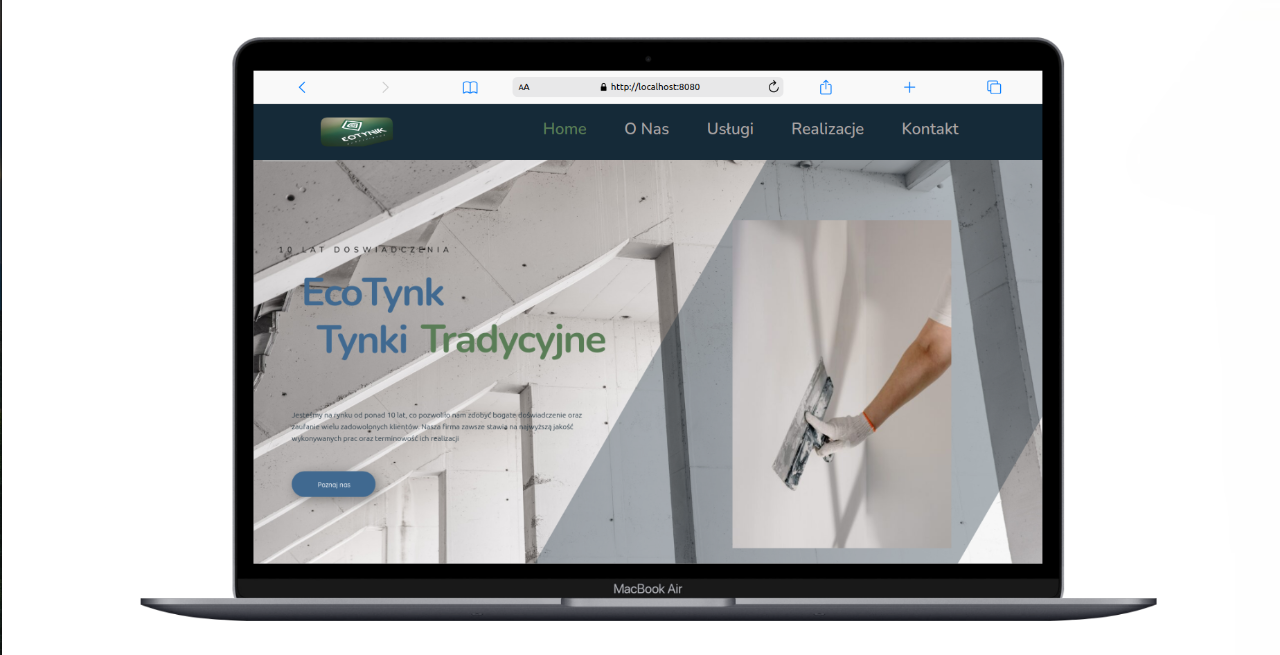 AA
http://localhost:8080
EOTYNIK
Home
O Nas
Usługi
Realizacje
Kontakt
10 LAT DOŚWIADCZENIA
EcoTynk
Tynki Tradycyjne
Jesteśmy na rynku od ponad 10 lat, co pozwoliło nam zdobyć bogate doświadczenie oraz
zaufanie wielu zadowolonych klientów. Nasza firma zawsze stawia na najwyższą jakość
wykonywanych prac oraz terminowość ich realizacji
Poznaj nas
MacBook Air